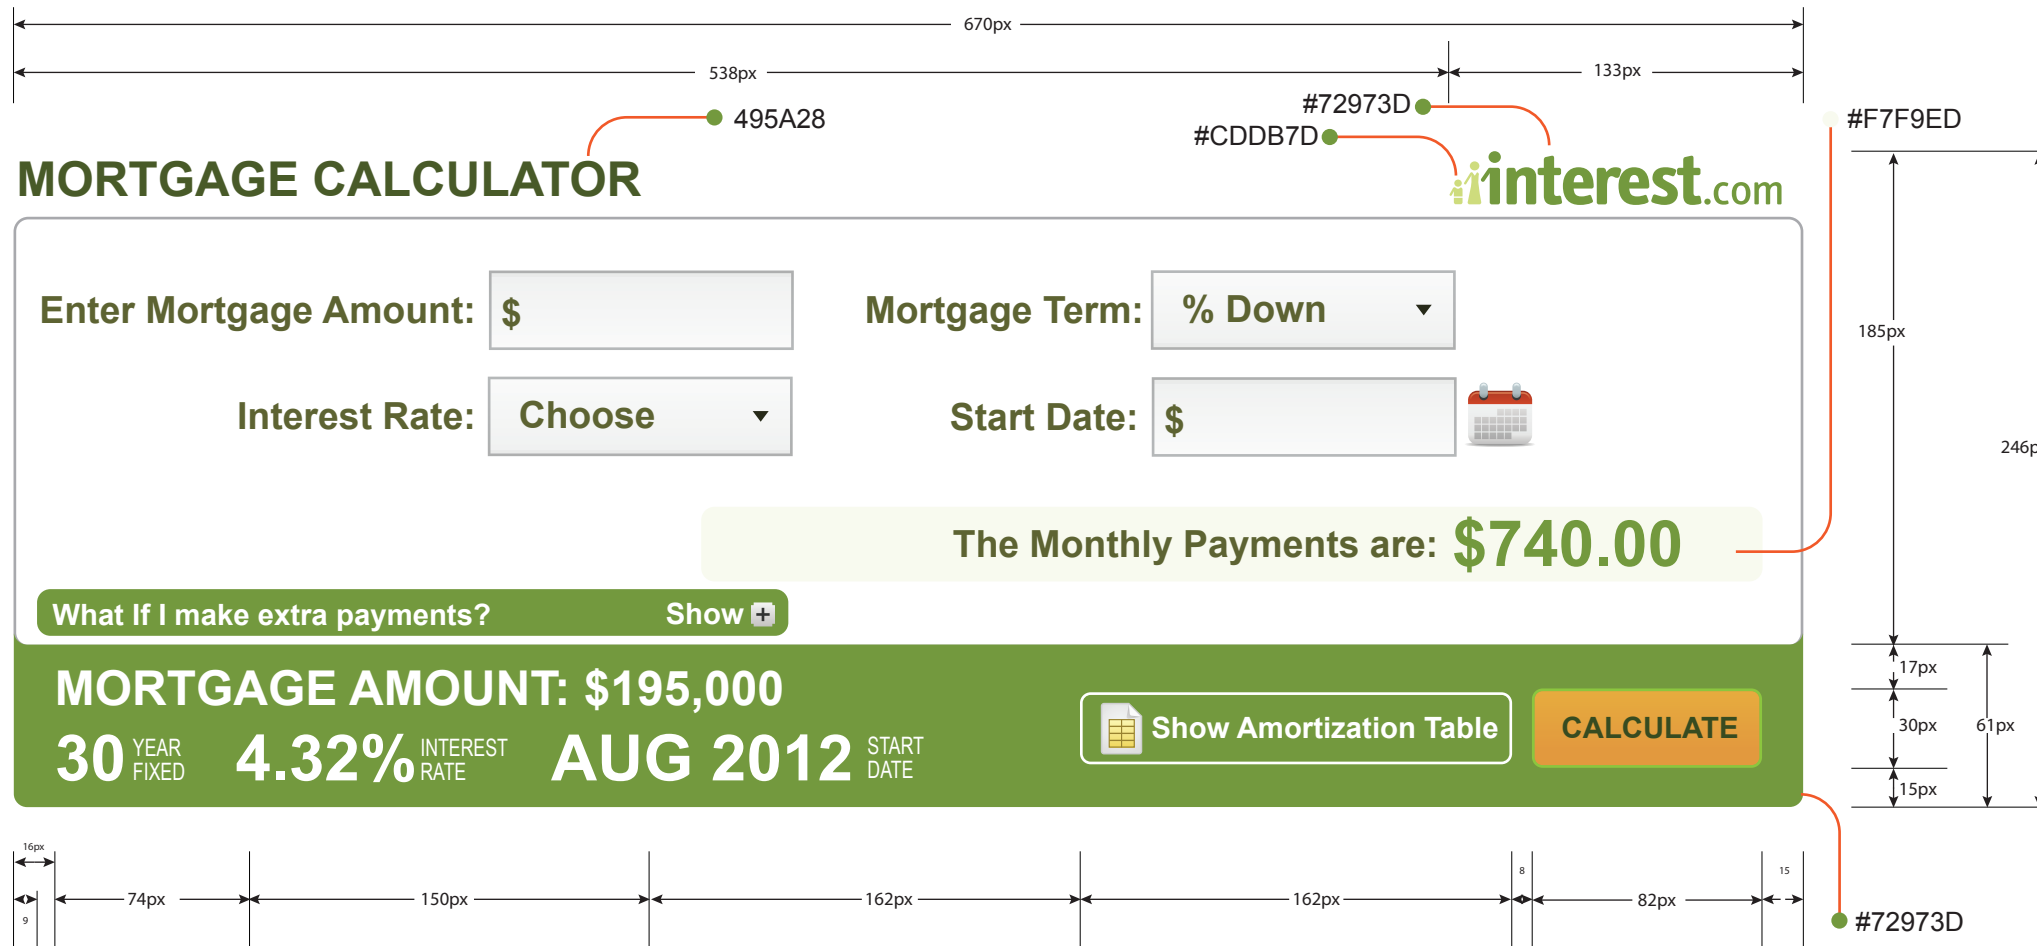 670px
538px
133px
495A28
#72973D
#CDDB7D
#F7F9ED
MORTGAGE CALCULATOR
interest.com
Enter Mortgage Amount: $
Mortgage Term: % Down
185px
Interest Rate: Choose
Start Date: $
246p
The Monthly Payments are: $740.00
What If I make extra payments? Show +
17px
MORTGAGE AMOUNT: $195,000
Show Amortization Table
CALCULATE
30px
61px
30 YEAR FIXED 4.32% INTEREST RATE AUG 2012 START DATE
15px
16px
9
74px
150px
162px
162px
8
82px
15
#72973D